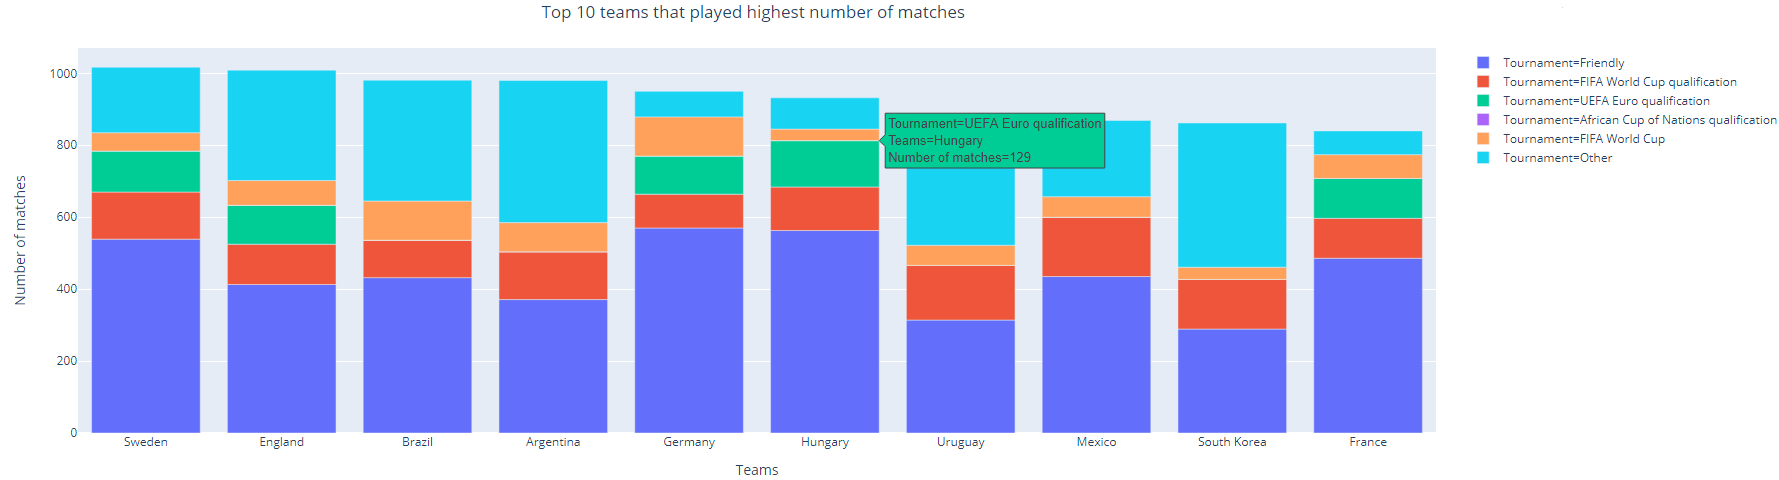 Top 10 teams that played highest number of matches
Number of matches
1000
800
600
400
200
0
Tournament=UEFA Euro qualification
Teams=Hungary
Number of matches=129
Sweden England Brazil Argentina Germany Hungary Uruguay Mexico South Korea France
Teams
Tournament=Friendly
Tournament=FIFA World Cup qualification
Tournament=UEFA Euro qualification
Tournament=African Cup of Nations qualification
Tournament=FIFA World Cup
Tournament=Other